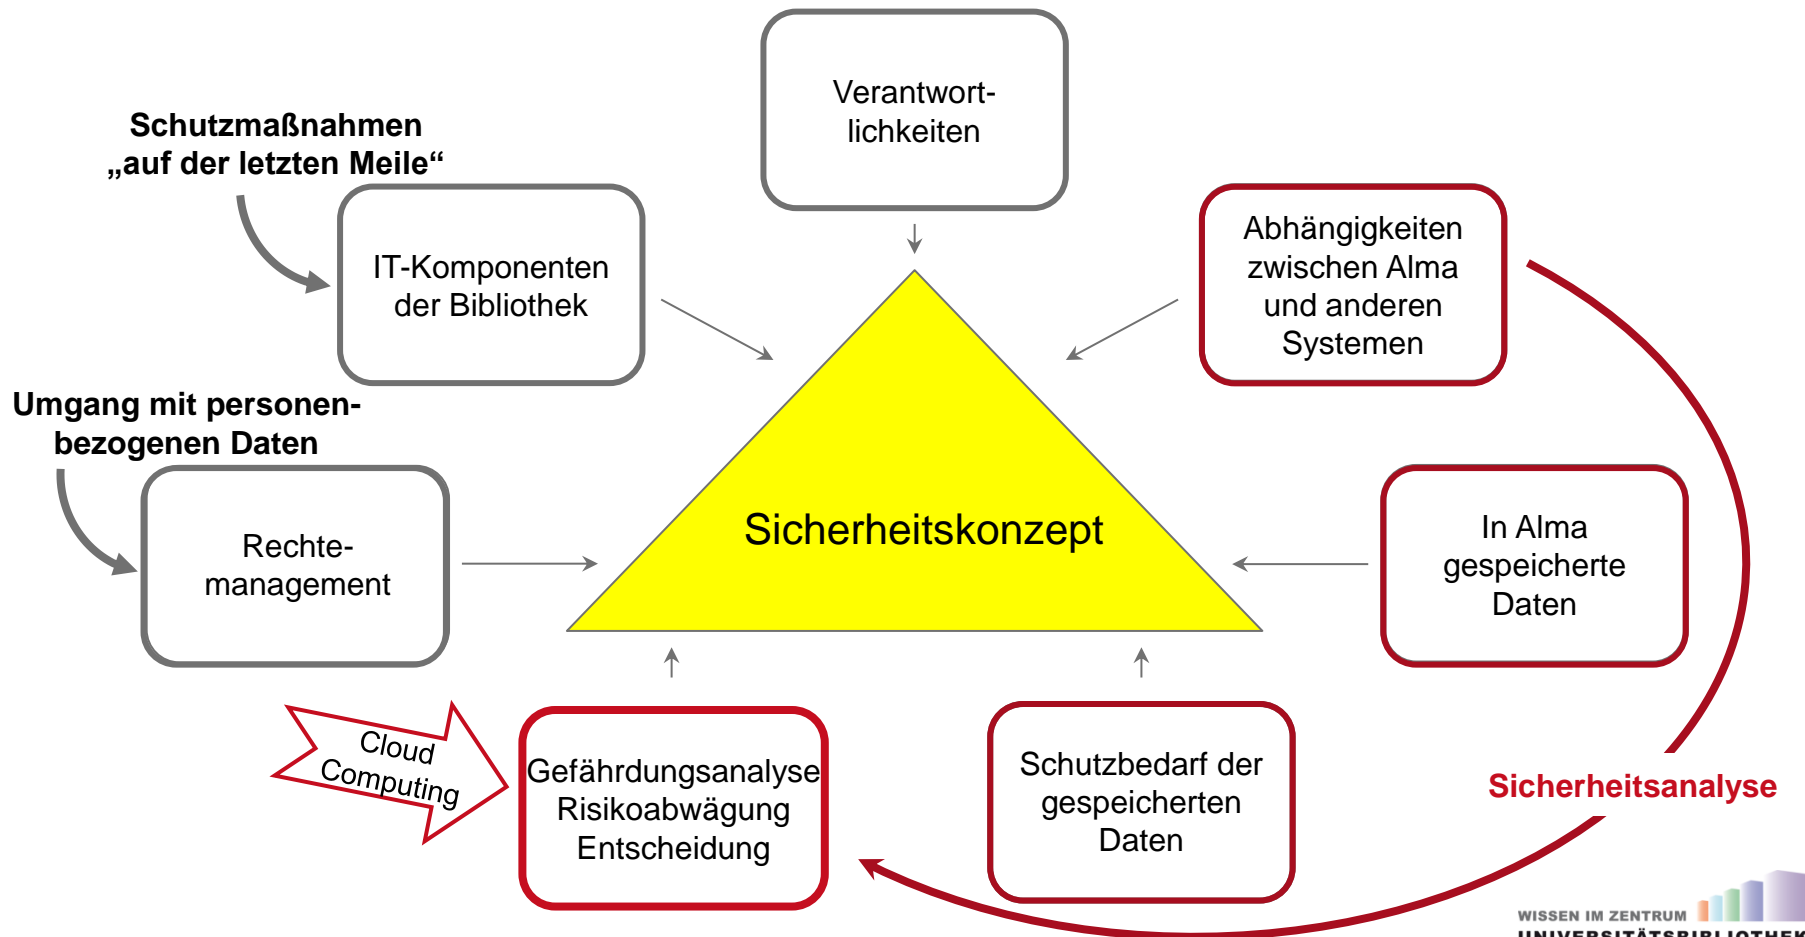 Verantwort-
lichkeiten
Schutzmaßnahmen
„auf der letzten Meile“
IT-Komponenten
der Bibliothek
Abhängigkeiten
zwischen Alma
und anderen
Systemen
Umgang mit personen-
bezogenen Daten
Rechte-
management
Sicherheitskonzept
In Alma
gespeicherte
Daten
Cloud
Computing
Gefährdungsanalyse
Risikoabwägung
Entscheidung
Schutzbedarf der
gespeicherten
Daten
Sicherheitsanalyse
WISSEN IM ZENTRUM
UNIVERSITÄTSBIBLIOTHEK